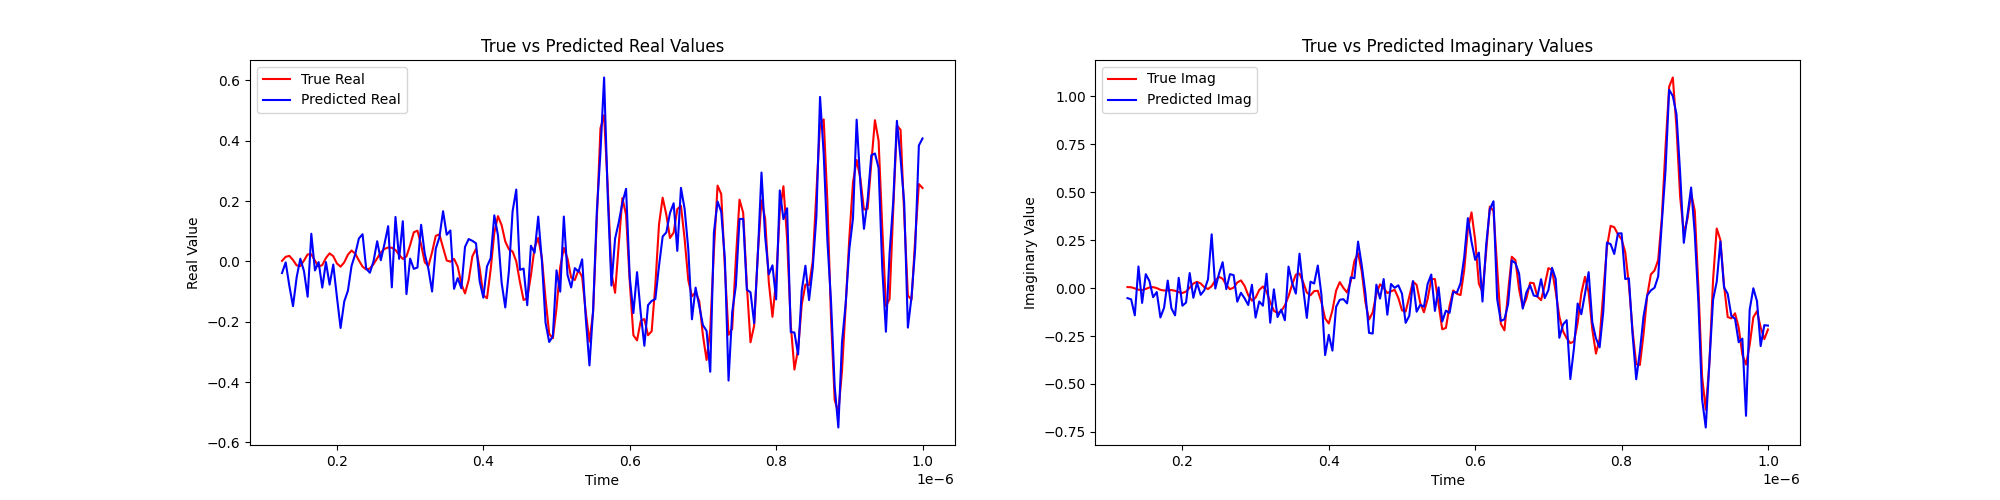 True vs Predicted Real Values
True Real
Predicted Real
Real Value
0.6
0.4
0.2
0.0
−0.2
−0.4
−0.6
0.2
0.4
0.6
0.8
1.0
1e−6
Time
True vs Predicted Imaginary Values
True Imag
Predicted Imag
Imaginary Value
1.00
0.75
0.50
0.25
0.00
−0.25
−0.50
−0.75
0.2
0.4
0.6
0.8
1.0
1e−6
Time